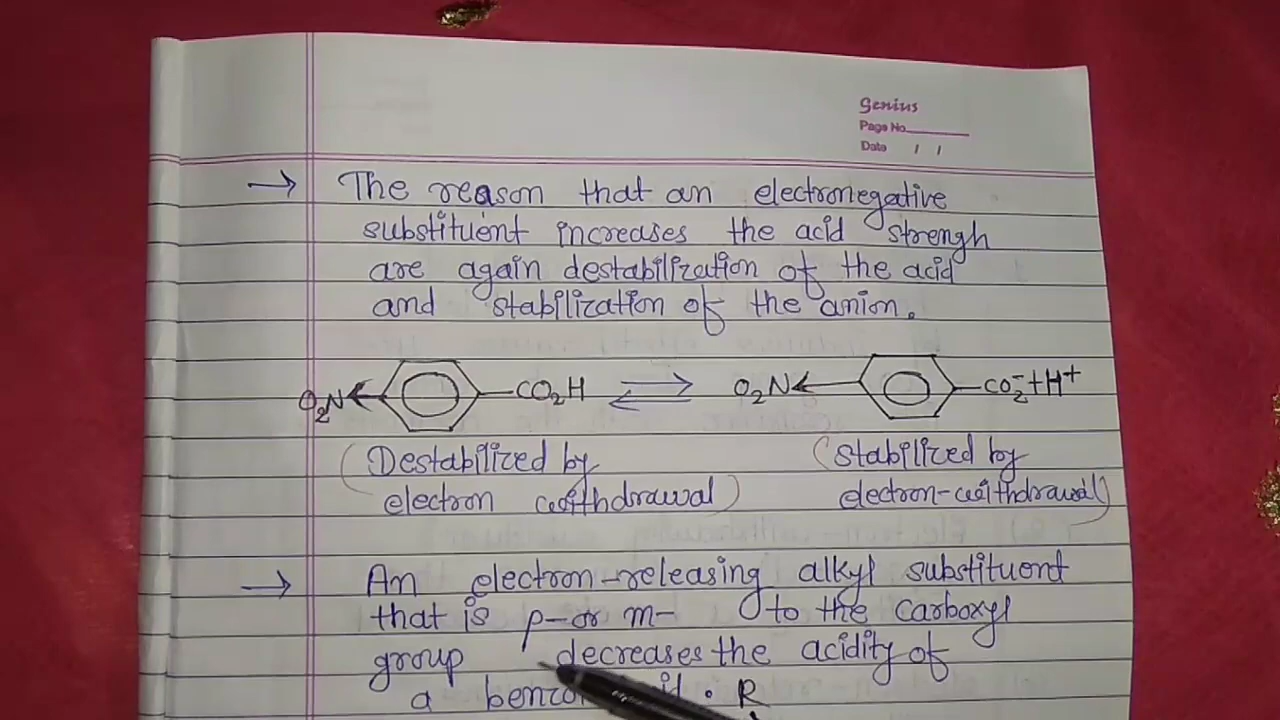 Genius
Page No.
Date / /
→ The reason that an electronegative
substituent increases the acid strengh
are again destabilization of the acid
and stabilization of the anion.
O₂N CO₂H ⇌ O₂N CO₂⁻+H⁺
(Destabilized by
electron withdrawal)
(stabilized by
electron-withdrawal)
→ An electron-releasing alkyl substituent
that is p- or m- to the carboxyl
group decreases the acidity of
a . R